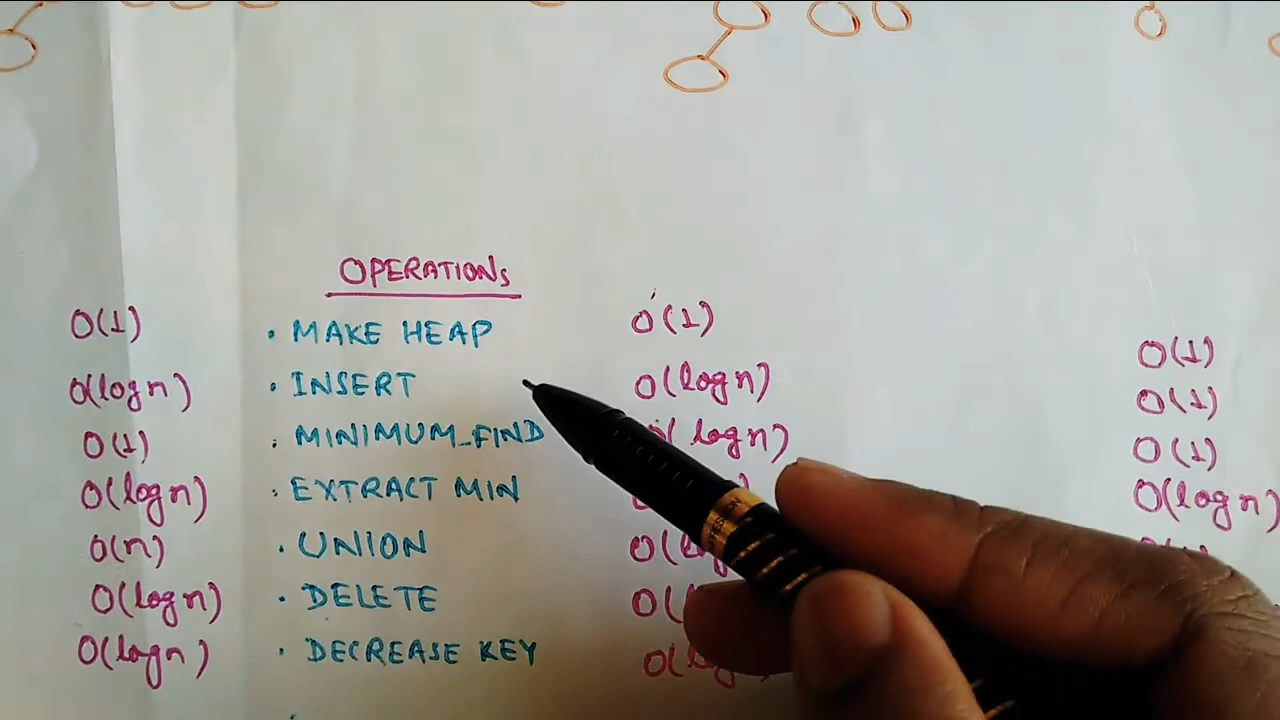 OPERATIONS
O(1) · MAKE HEAP O(1) O(1)
O(log n) · INSERT O(log n) O(1)
O(1) · MINIMUM_FIND O(log n) O(1)
O(log n) · EXTRACT MIN O(log n)
O(n) · UNION
O(log n) · DELETE
O(log n) · DECREASE KEY